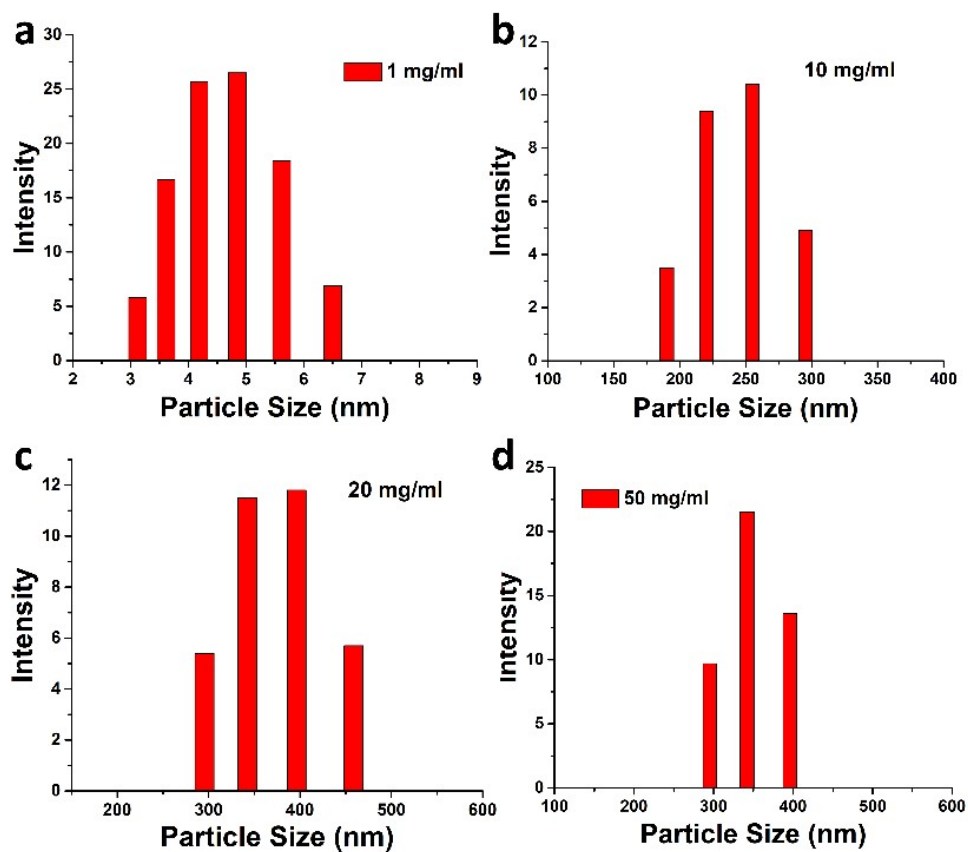 a
1 mg/ml
30
25
20
15
10
5
0
Intensity
2 3 4 5 6 7 8 9
Particle Size (nm)
b
10 mg/ml
12
10
8
6
4
2
0
Intensity
100 150 200 250 300 350 400
Particle Size (nm)
c
20 mg/ml
12
10
8
6
4
2
0
Intensity
200 300 400 500 600
Particle Size (nm)
d
50 mg/ml
25
20
15
10
5
0
Intensity
100 200 300 400 500 600
Particle Size (nm)